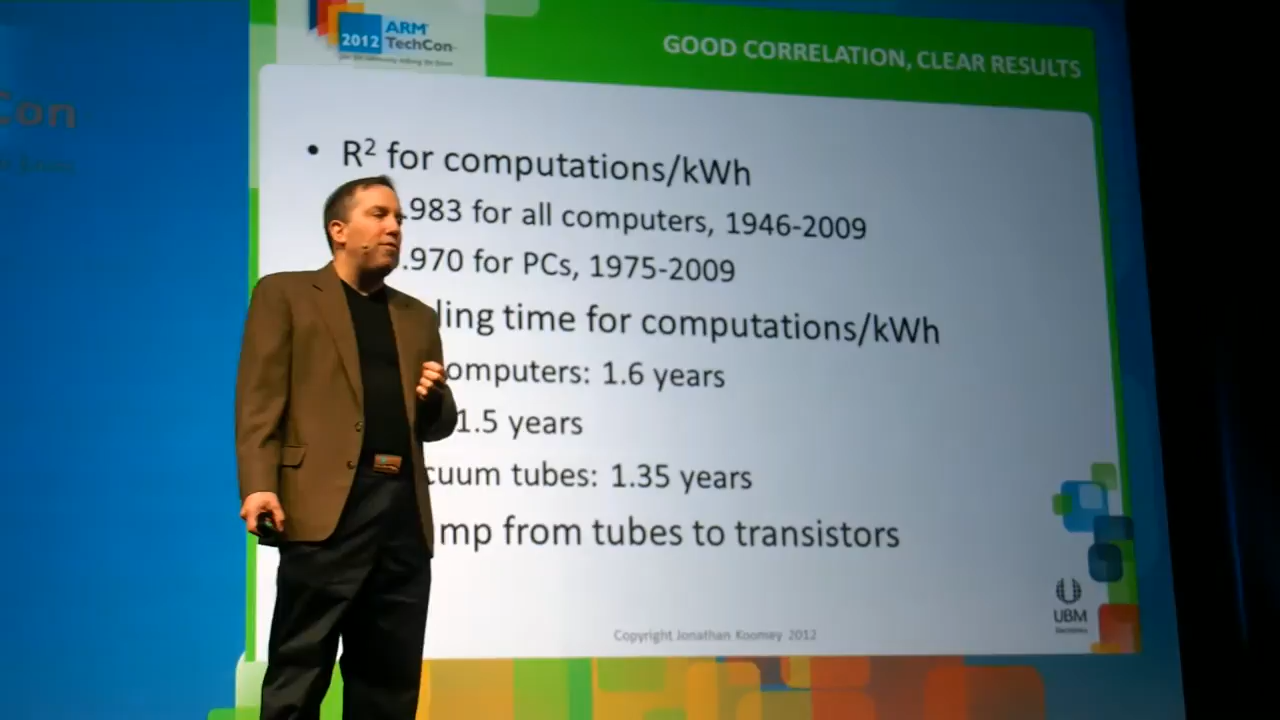 Con
2012 ARM
TechCon
GOOD CORRELATION, CLEAR RESULTS
• R² for computations/kWh
.983 for all computers, 1946-2009
.970 for PCs, 1975-2009
ling time for computations/kWh
omputers: 1.6 years
1.5 years
cuum tubes: 1.35 years
mp from tubes to transistors
UBM
Copyright Jonathan Koomey 2012